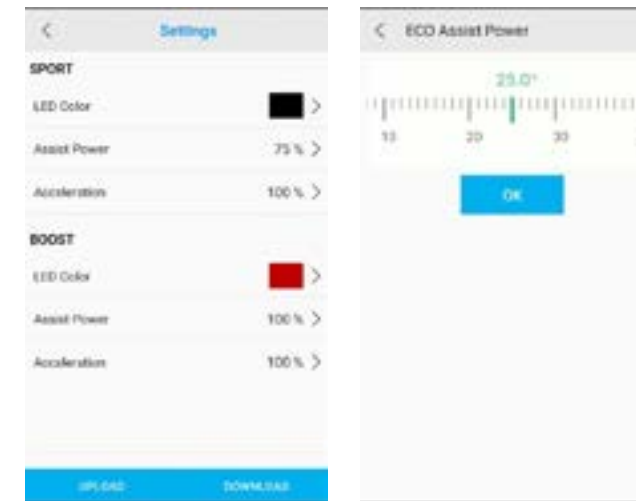 Settings
SPORT
LED Color
Assist Power 75 %
Acceleration 100 %
BOOST
LED Color
Assist Power 100 %
Acceleration 100 %
UPLOAD DOWNLOAD
ECO Assist Power
25.0°
10 20 30
OK